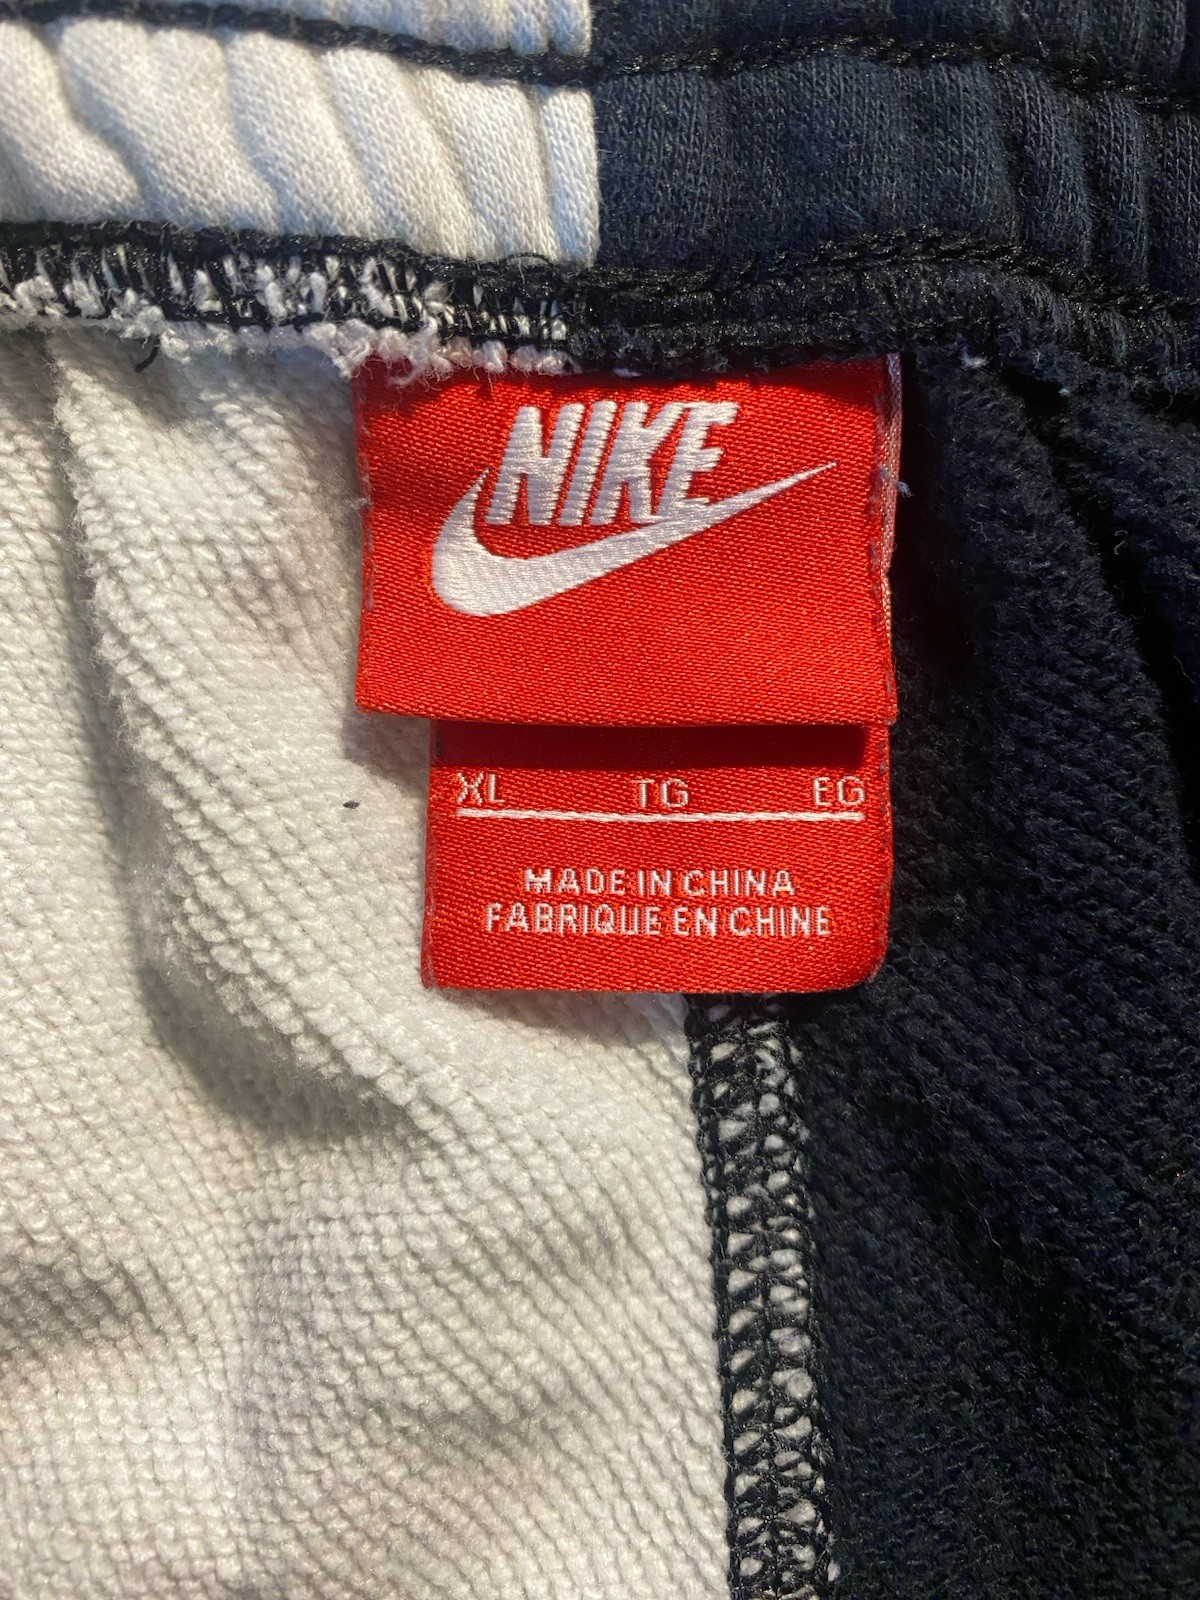 NIKE
XL TG EG
MADE IN CHINA
FABRIQUE EN CHINE